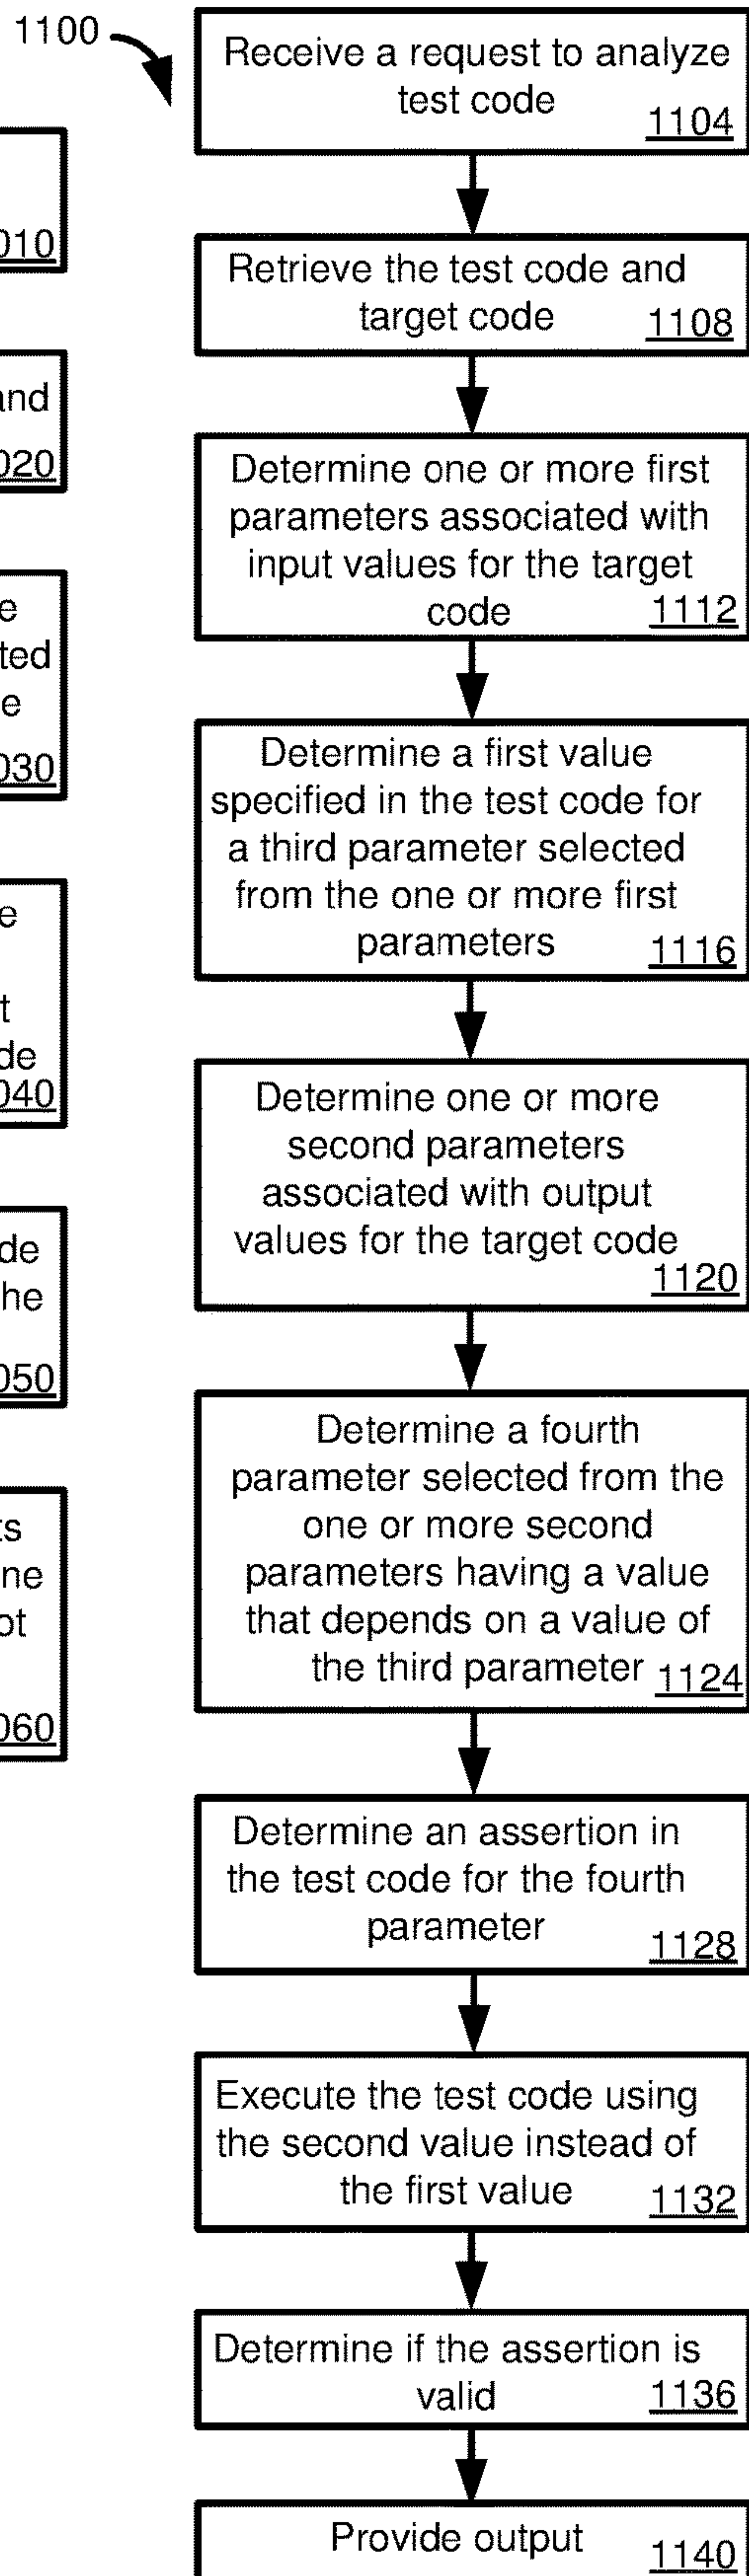 1100
Receive a request to analyze
test code
1104
Retrieve the test code and
target code
1108
Determine one or more first
parameters associated with
input values for the target
code
1112
Determine a first value
specified in the test code for
a third parameter selected
from the one or more first
parameters
1116
Determine one or more
second parameters
associated with output
values for the target code
1120
Determine a fourth
parameter selected from the
one or more second
parameters having a value
that depends on a value of
the third parameter
1124
Determine an assertion in
the test code for the fourth
parameter
1128
Execute the test code using
the second value instead of
the first value
1132
Determine if the assertion is
valid
1136
Provide output
1140